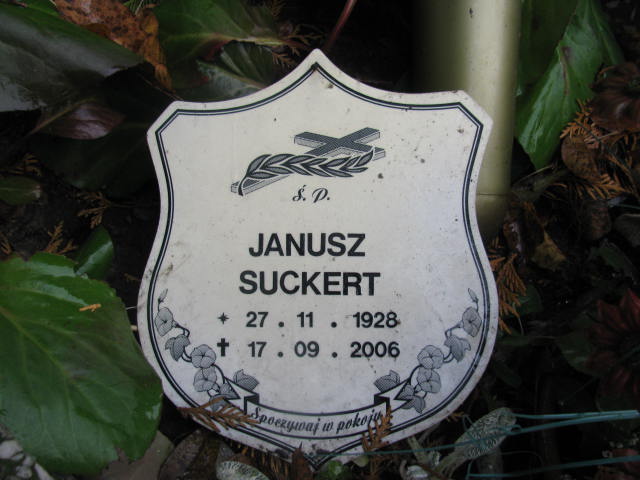 Ś. P.
JANUSZ
SUCKERT
* 27 . 11 . 1928
✝ 17 . 09 . 2006
Spoczywaj w pokoju